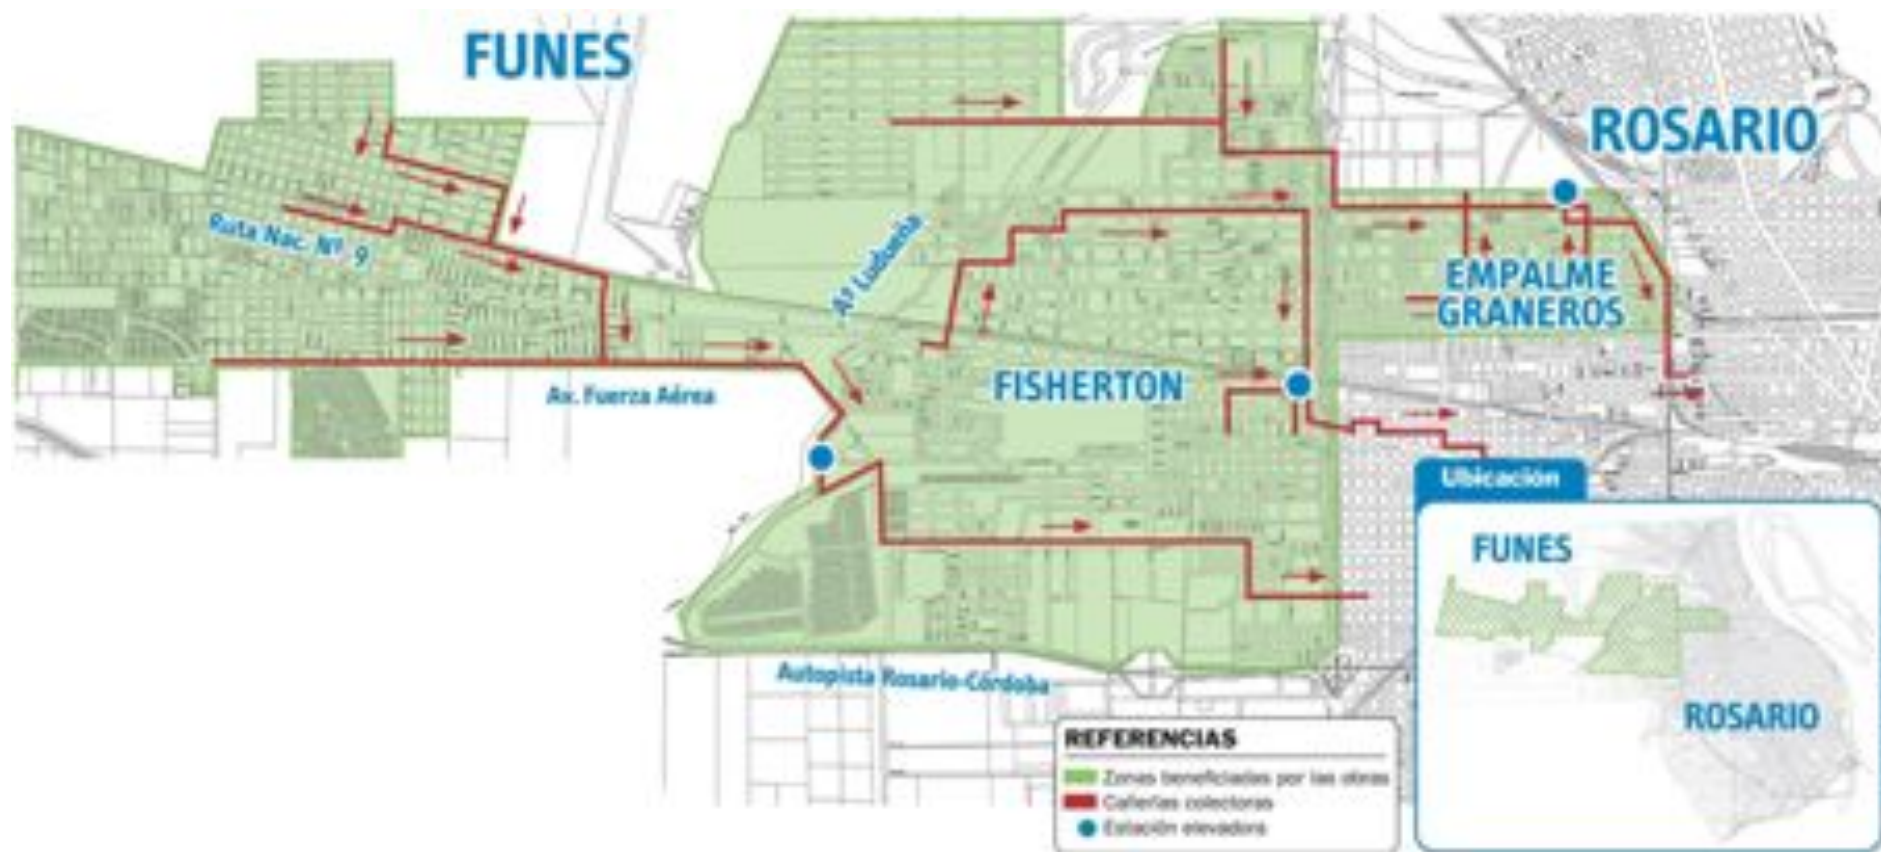 FUNES
ROSARIO
Ruta Nac. Nº 9
Aº Ludueña
EMPALME
GRANEROS
FISHERTON
Av. Fuerza Aérea
Autopista Rosario-Córdoba
Ubicación
FUNES
ROSARIO
REFERENCIAS
Zonas beneficiadas por las obras
Cañerías colectoras
Estación elevadora